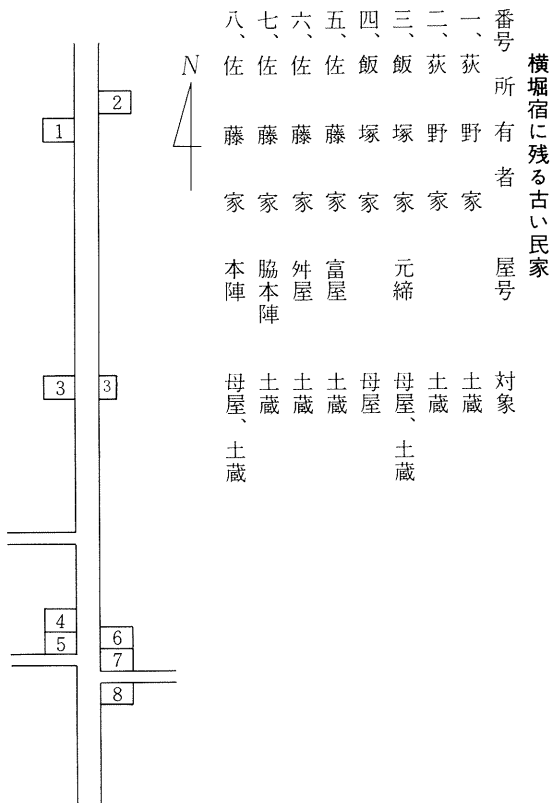 横堀宿に残る古い民家
番号 所有者 屋号 対象
一、荻野家 土蔵
二、荻野家 土蔵
三、飯塚家 元締 母屋、土蔵
四、飯塚家 母屋
五、佐藤家 富屋 土蔵
六、佐藤家 舛屋 土蔵
七、佐藤家 脇本陣 土蔵
八、佐藤家 本陣 母屋、土蔵
N
2
1
3
3
4
5
6
7
8